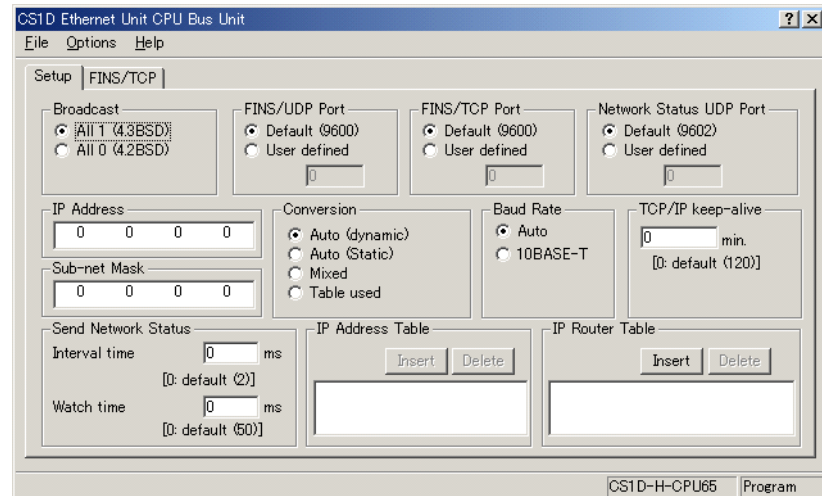 CS1D Ethernet Unit CPU Bus Unit
File Options Help
Setup FINS/TCP
Broadcast
All 1 (4.3BSD)
All 0 (4.2BSD)
FINS/UDP Port
Default (9600)
User defined
0
FINS/TCP Port
Default (9600)
User defined
0
Network Status UDP Port
Default (9602)
User defined
0
IP Address
0 0 0 0
Sub-net Mask
0 0 0 0
Conversion
Auto (dynamic)
Auto (Static)
Mixed
Table used
Baud Rate
Auto
10BASE-T
TCP/IP keep-alive
0 min.
[0: default (120)]
Send Network Status
Interval time 0 ms
[0: default (2)]
Watch time 0 ms
[0: default (50)]
IP Address Table
Insert Delete
IP Router Table
Insert Delete
CS1D-H-CPU65 Program